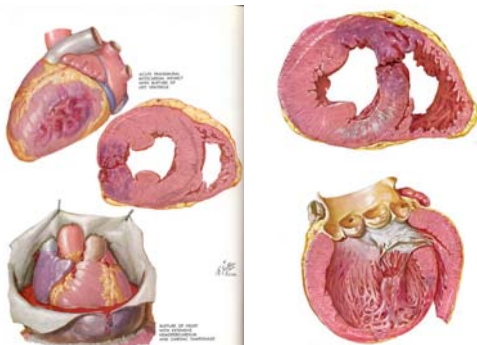 ACUTE TRANSMURAL
MYOCARDIAL INFARCT
WITH RUPTURE OF
LEFT VENTRICLE
RUPTURE OF HEART
WITH EXTENSIVE
HEMOPERICARDIUM
AND CARDIAC TAMPONADE